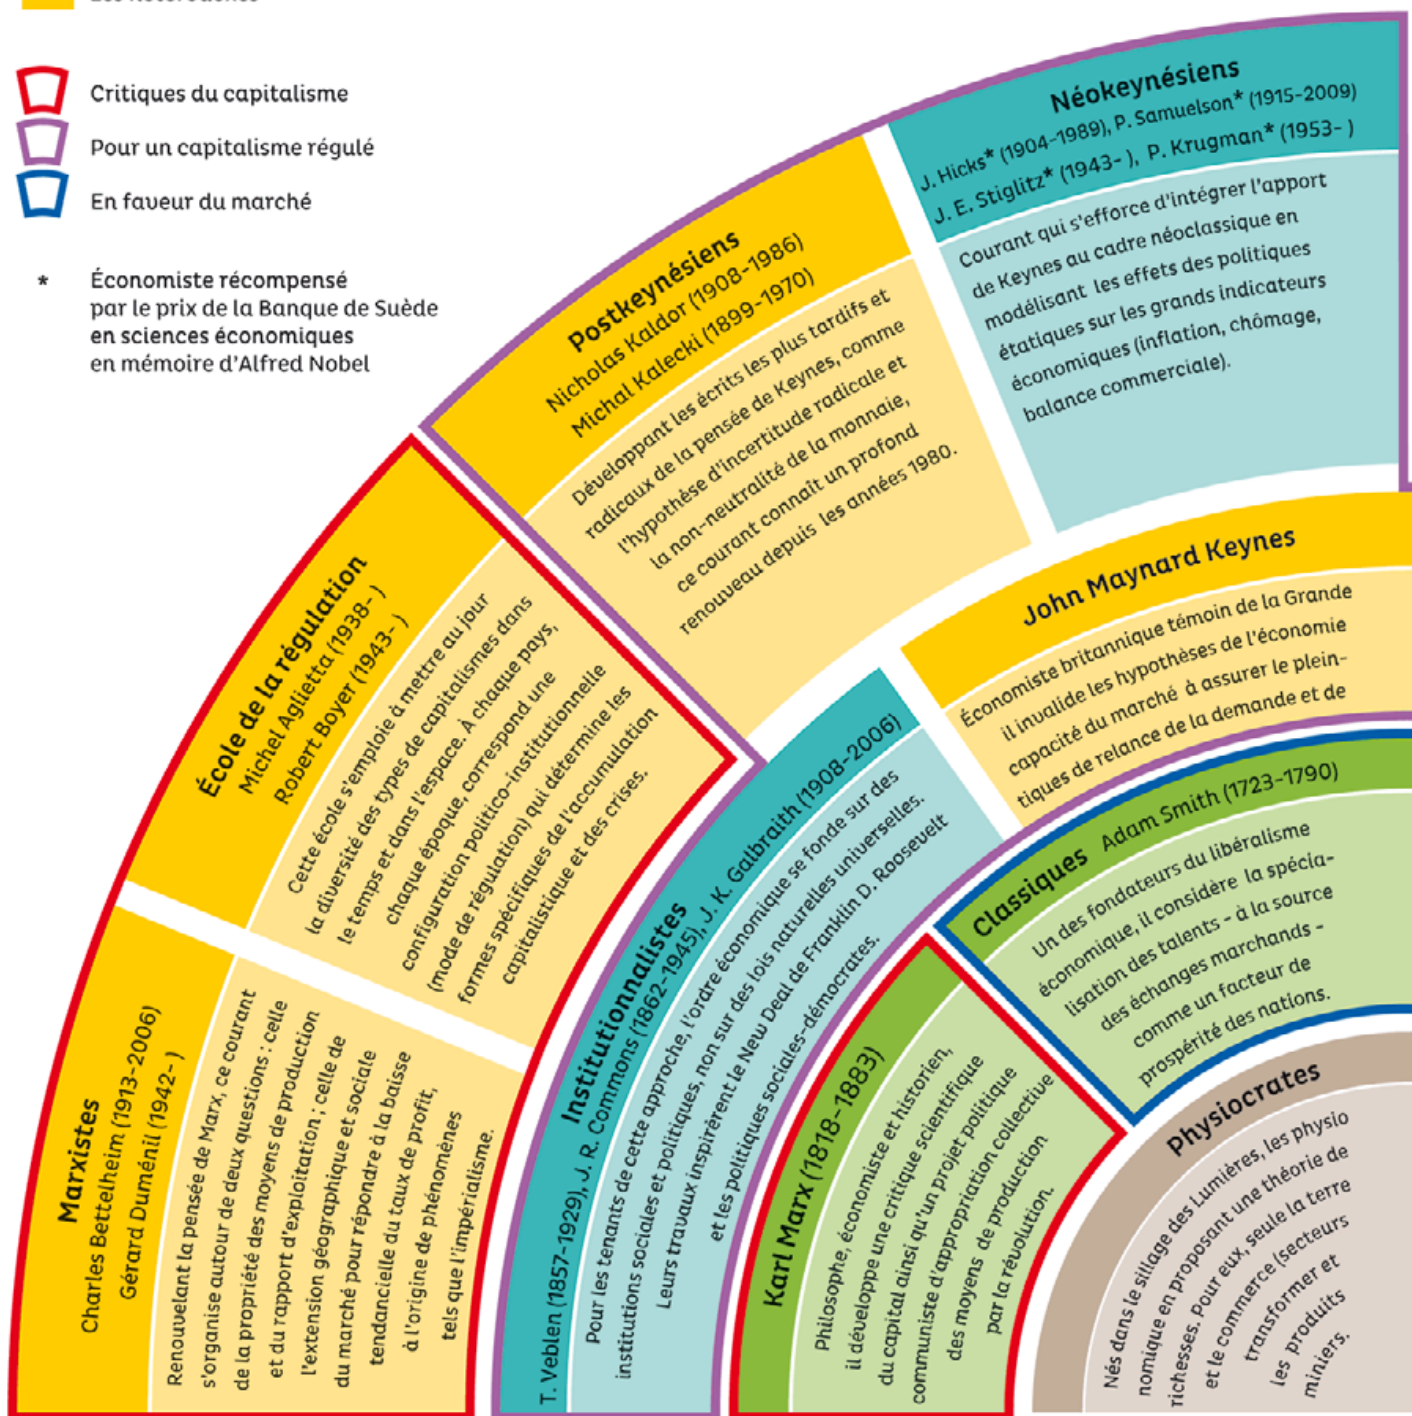 Les hétérodoxes
Critiques du capitalisme
Pour un capitalisme régulé
En faveur du marché
* Économiste récompensé
par le prix de la Banque de Suède
en sciences économiques
en mémoire d'Alfred Nobel
Néokeynésiens
J. Hicks* (1904-1989), P. Samuelson* (1915-2009)
J. E. Stiglitz* (1943- ), P. Krugman* (1953- )
Courant qui s'efforce d'intégrer l'apport
de Keynes au cadre néoclassique en
modélisant les effets des politiques
étatiques sur les grands indicateurs
économiques (inflation, chômage,
balance commerciale).
Postkeynésiens
Nicholas Kaldor (1908-1986)
Michal Kalecki (1899-1970)
Développant les écrits les plus tardifs et
radicaux de la pensée de Keynes, comme
l'hypothèse d'incertitude radicale et
la non-neutralité de la monnaie,
ce courant connaît un profond
renouveau depuis les années 1980.
École de la régulation
Michel Aglietta (1938- )
Robert Boyer (1943- )
Cette école s'emploie à mettre au jour
la diversité des types de capitalismes dans
le temps et dans l'espace. À chaque pays,
chaque époque, correspond une
configuration politico-institutionnelle
(mode de régulation) qui détermine les
formes spécifiques de l'accumulation
capitalistique et des crises.
Marxistes
Charles Bettelheim (1913-2006)
Gérard Duménil (1942- )
Renouvelant la pensée de Marx, ce courant
s'organise autour de deux questions : celle
de la propriété des moyens de production
et du rapport d'exploitation ; celle de
l'extension géographique et sociale
du marché pour répondre à la baisse
tendancielle du taux de profit,
à l'origine de phénomènes
tels que l'impérialisme.
John Maynard Keynes
Économiste britannique témoin de la Grande
il invalide les hypothèses de l'économie
capacité du marché à assurer le plein-
tiques de relance de la demande et de
Institutionnalistes
T. Veblen (1857-1929), J. R. Commons (1862-1945), J. K. Galbraith (1908-2006)
Pour les tenants de cette approche, l'ordre économique se fonde sur des
institutions sociales et politiques, non sur des lois naturelles universelles.
Leurs travaux inspirèrent le New Deal de Franklin D. Roosevelt
et les politiques sociales-démocrates.
Classiques Adam Smith (1723-1790)
Un des fondateurs du libéralisme
économique, il considère la spécia-
lisation des talents - à la source
des échanges marchands -
comme un facteur de
prospérité des nations.
Karl Marx (1818-1883)
Philosophe, économiste et historien,
il développe une critique scientifique
du capital ainsi qu'un projet politique
communiste d'appropriation collective
des moyens de production
par la révolution.
Physiocrates
Nés dans le sillage des Lumières, les physio
nomique en proposant une théorie de
richesses. Pour eux, seule la terre
et le commerce (secteurs
transformer et
les produits
miniers.